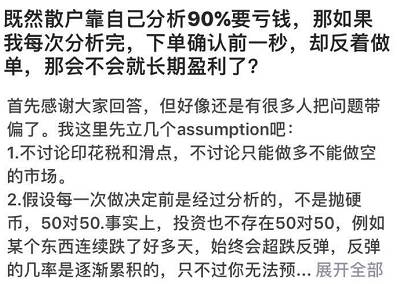 既然散户靠自己分析90%要亏钱，那如果
我每次分析完，下单确认前一秒，却反着做
单，那会不会就长期盈利了？
首先感谢大家回答，但好像还是有很多人把问题带
偏了。我这里先立几个assumption吧：
1.不讨论印花税和滑点，不讨论只能做多不能做空
的市场。
2.假设每一次做决定前是经过分析的，不是抛硬
币，50对50.事实上，投资也不存在50对50，例如
某个东西连续跌了好多天，始终会超跌反弹，反弹
的几率是逐渐累积的，只不过你无法预... 展开全部